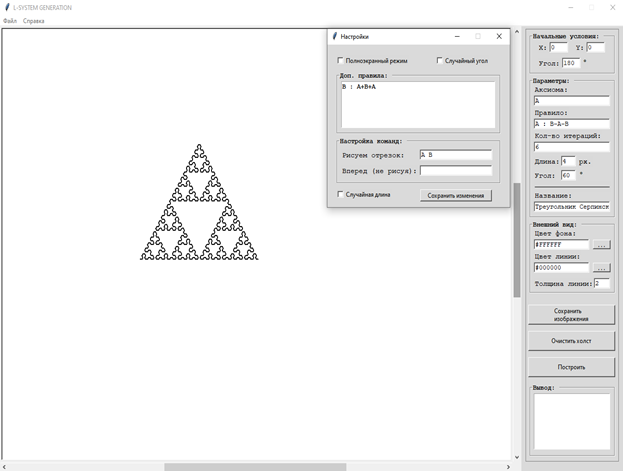 L-SYSTEM GENERATION
Файл Справка
Настройки
Полноэкранный режим
Случайный угол
Доп. правила:
B : A+B+A
Настройка команд:
Рисуем отрезок: A B
Вперед (не рисуя):
Случайная длина
Сохранить изменения
Начальные условия:
X: 0 Y: 0
Угол: 180 °
Параметры:
Аксиома:
A
Правило:
A : B-A-B
Кол-во итераций:
6
Длина: 4 px.
Угол: 60 °
Название:
Треугольник Серпинск
Внешний вид:
Цвет фона:
#FFFFFF ...
Цвет линии:
#000000 ...
Толщина линии: 2
Сохранить
изображения
Очистить холст
Построить
Вывод: